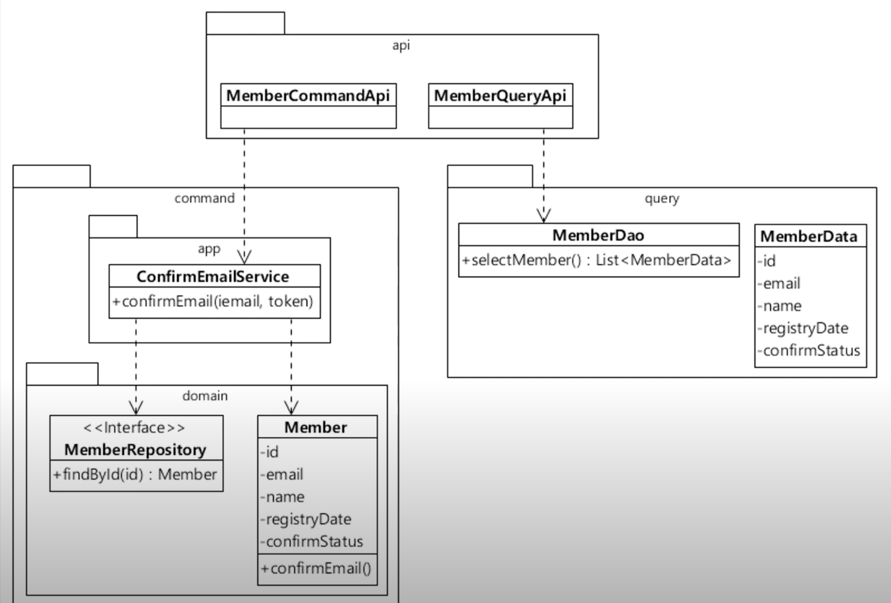 api
MemberCommandApi
MemberQueryApi
command
app
ConfirmEmailService
+confirmEmail(iemail, token)
domain
<<Interface>>
MemberRepository
+findById(id) : Member
Member
-id
-email
-name
-registryDate
-confirmStatus
+confirmEmail()
query
MemberDao
+selectMember() : List<MemberData>
MemberData
-id
-email
-name
-registryDate
-confirmStatus